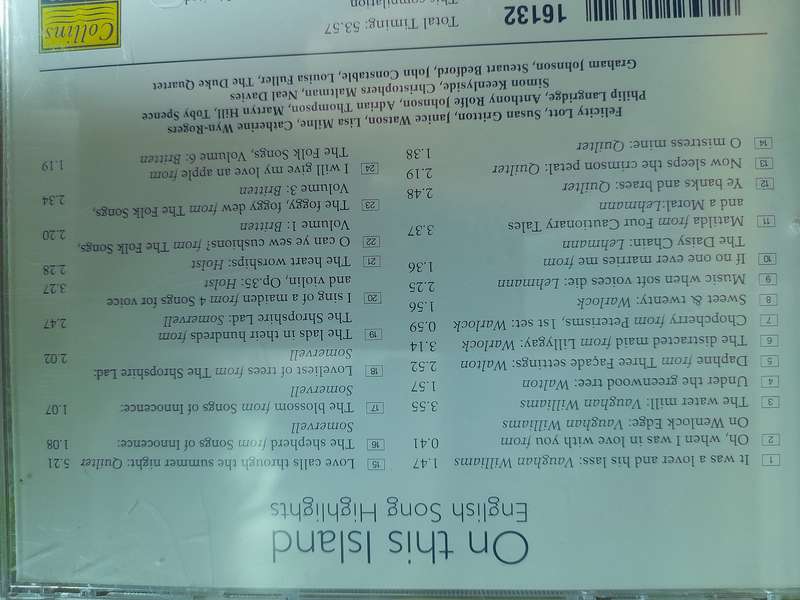 On this Island
English Song Highlights
1 It was a lover and his lass: Vaughan Williams 1.47
2 Oh, when I was in love with you from 0.41
On Wenlock Edge: Vaughan Williams
3 The water mill: Vaughan Williams 3.55
4 Under the greenwood tree: Walton 1.57
5 Daphne from Three Façade settings: Walton 2.52
6 The distracted maid from Lillygay: Warlock 3.14
7 Chopcherry from Peterisms, 1st set: Warlock 0.59
8 Sweet & twenty: Warlock 1.56
9 Music when soft voices die: Lehmann 2.25
10 If no one ever marries me from 1.36
The Daisy Chain: Lehmann
11 Matilda from Four Cautionary Tales 3.37
and a Moral: Lehmann
12 Ye banks and braes: Quilter 2.48
13 Now sleeps the crimson petal: Quilter 2.19
14 O mistress mine: Quilter 1.38
15 Love calls through the summer night: Quilter 5.21
16 The shepherd from Songs of Innocence: 1.08
Somervell
17 The blossom from Songs of Innocence: 1.07
Somervell
18 Loveliest of trees from The Shropshire Lad: 2.02
Somervell
19 The lads in their hundreds from
The Shropshire Lad: Somervell 2.47
20 I sing of a maiden from 4 Songs for voice
and violin, Op.35: Holst 3.27
21 The heart worships: Holst 2.28
22 O can ye sew cushions? from The Folk Songs,
Volume 1: Britten 2.20
23 The foggy, foggy dew from The Folk Songs, 2.34
Volume 3: Britten
24 I will give my love an apple from 1.19
The Folk Songs, Volume 6: Britten
Felicity Lott, Susan Gritton, Janice Watson, Lisa Milne, Catherine Wyn-Rogers
Philip Langridge, Anthony Rolfe Johnson, Adrian Thompson, Martyn Hill, Toby Spence
Simon Keenlyside, Christopher Maltman, Neal Davies
Graham Johnson, Steuart Bedford, John Constable, Louisa Fuller, The Duke Quartet
Collins
Total Timing: 53.57
This compilation
16132